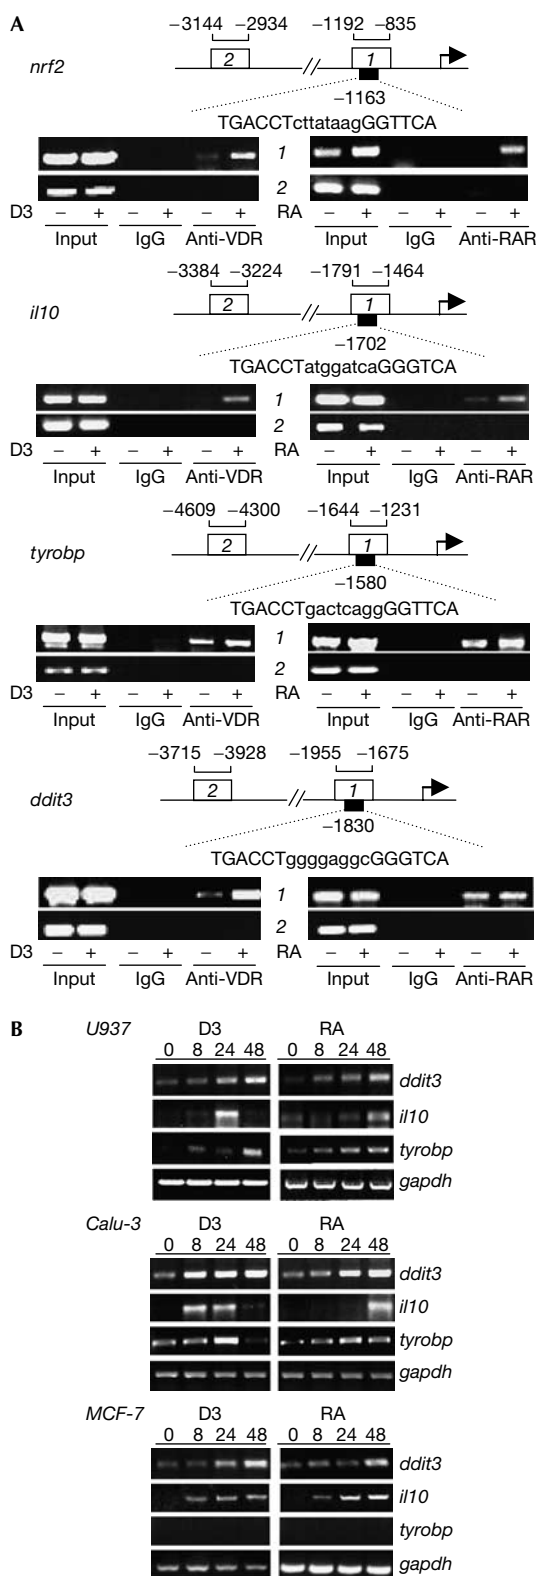 A
−3144 −2934 −1192 −835
nrf2 2 // 1
−1163
TGACCTcttataagGGTTCA
1
2
D3 − + − + − + RA − + − + − +
Input IgG Anti-VDR Input IgG Anti-RAR
−3384 −3224 −1791 −1464
il10 2 // 1
−1702
TGACCTatggatcaGGGTCA
1
2
D3 − + − + − + RA − + − + − +
Input IgG Anti-VDR Input IgG Anti-RAR
−4609 −4300 −1644 −1231
tyrobp 2 // 1
−1580
TGACCTgactcaggGGTTCA
1
2
D3 − + − + − + RA − + − + − +
Input IgG Anti-VDR Input IgG Anti-RAR
−3715 −3928 −1955 −1675
ddit3 2 // 1
−1830
TGACCTggggaggcGGGTCA
1
2
D3 − + − + − + RA − + − + − +
Input IgG Anti-VDR Input IgG Anti-RAR
B U937 D3 RA
0 8 24 48 0 8 24 48
ddit3
il10
tyrobp
gapdh
Calu-3 D3 RA
0 8 24 48 0 8 24 48
ddit3
il10
tyrobp
gapdh
MCF-7 D3 RA
0 8 24 48 0 8 24 48
ddit3
il10
tyrobp
gapdh